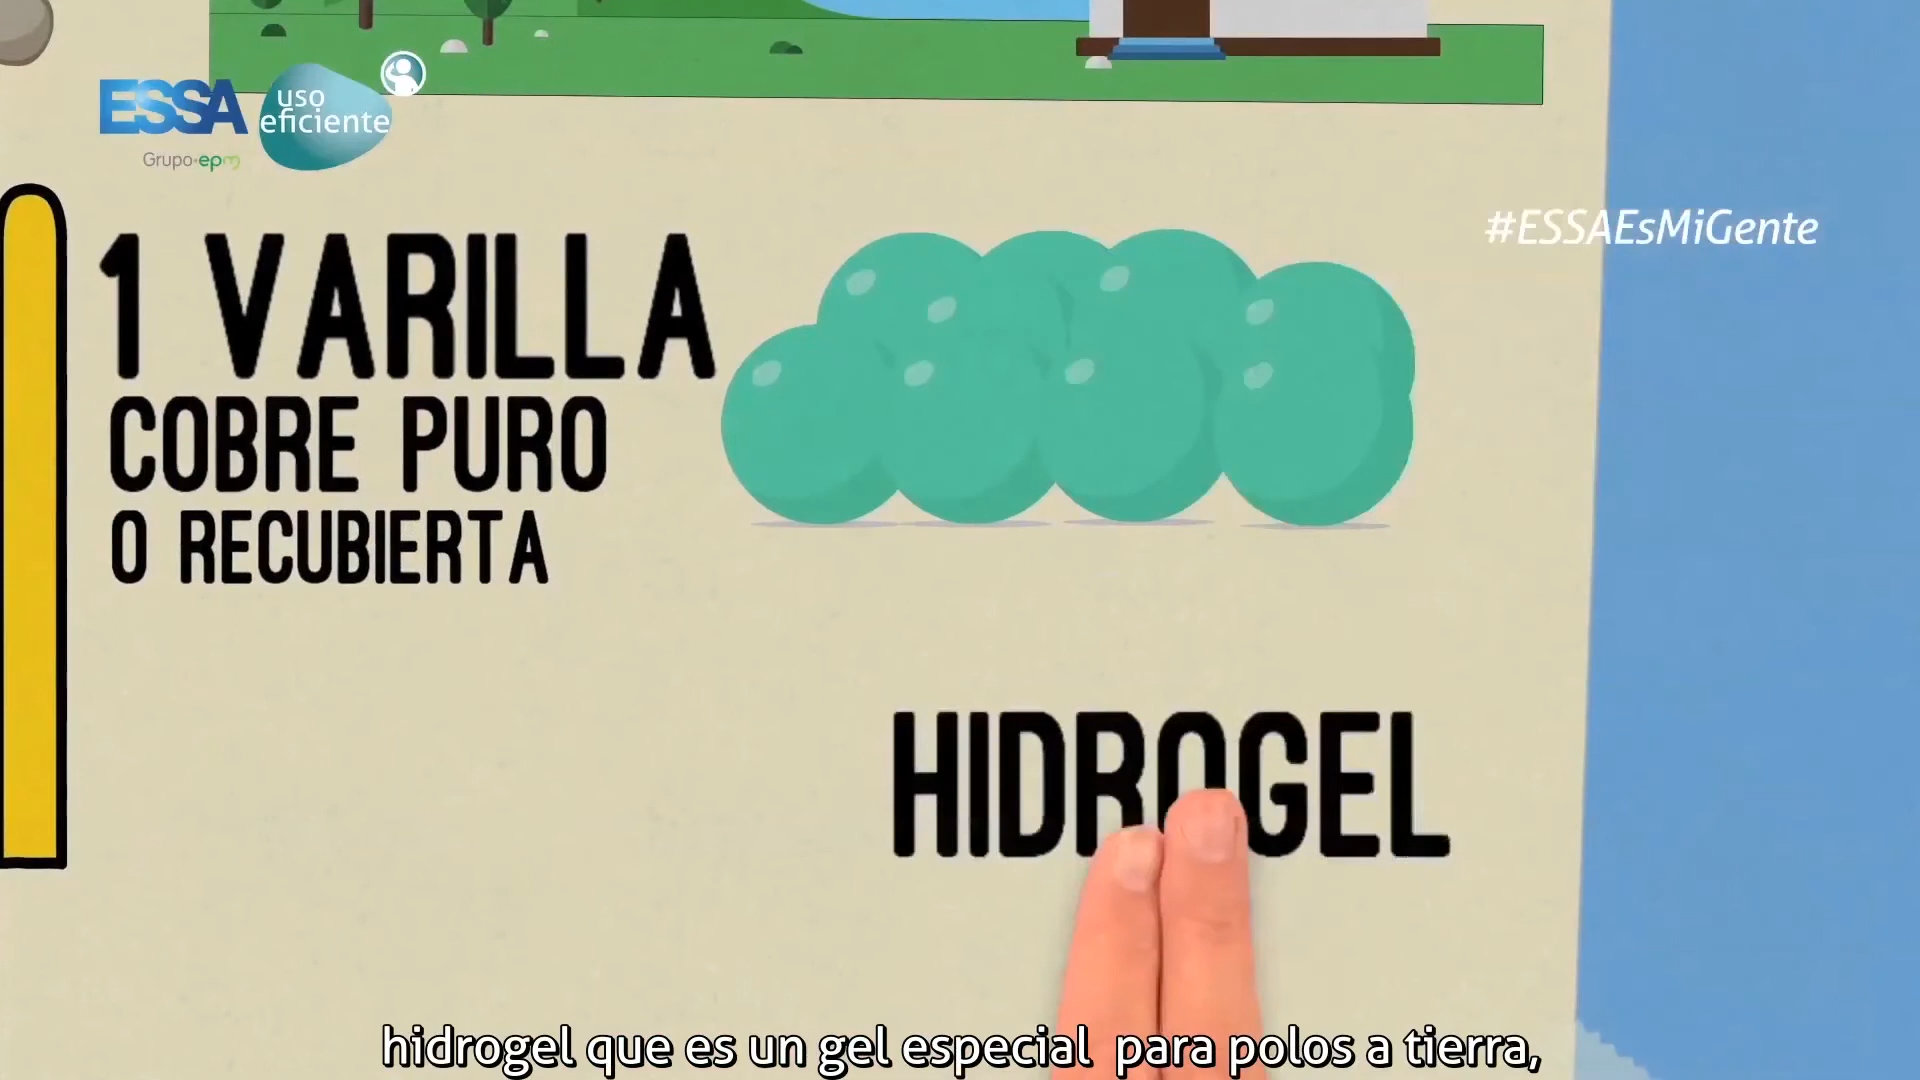 ESSA
uso
eficiente
Grupo·epm
#ESSAEsMiGente
1 VARILLA
COBRE PURO
O RECUBIERTA
HIDROGEL
hidrogel que es un gel especial para polos a tierra,